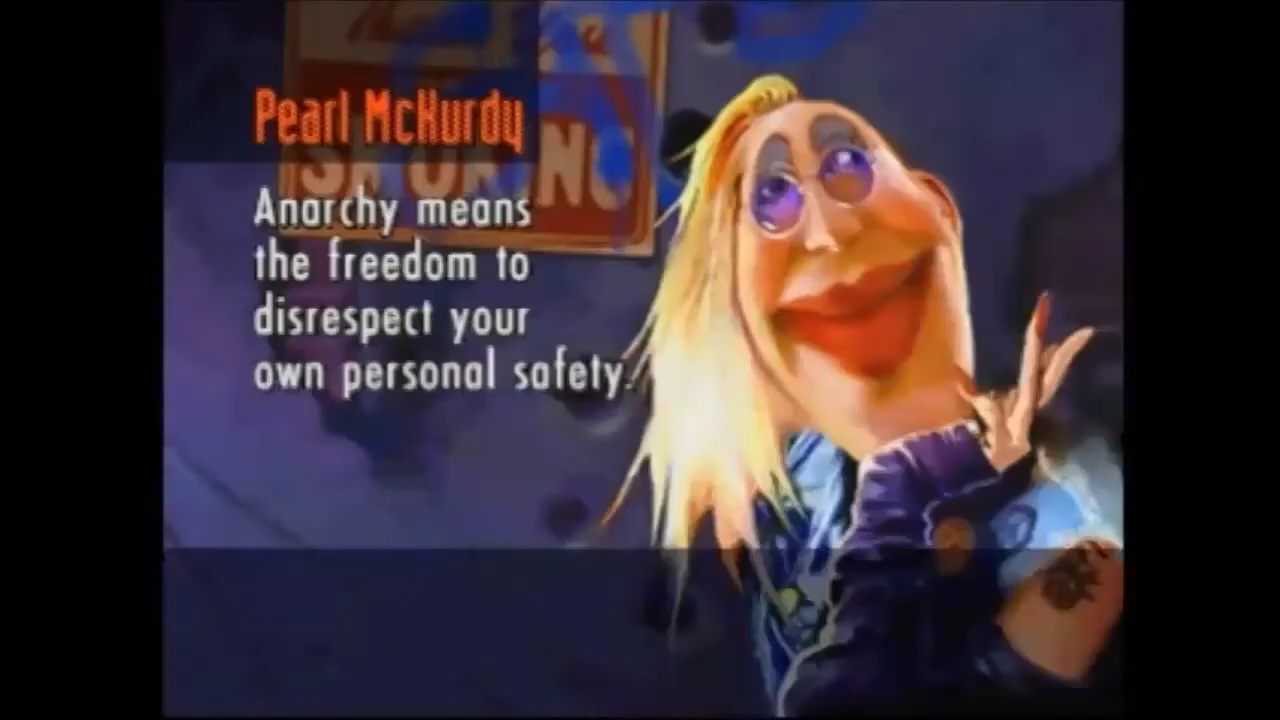 Pearl McHurdy
Anarchy means
the freedom to
disrespect your
own personal safety.